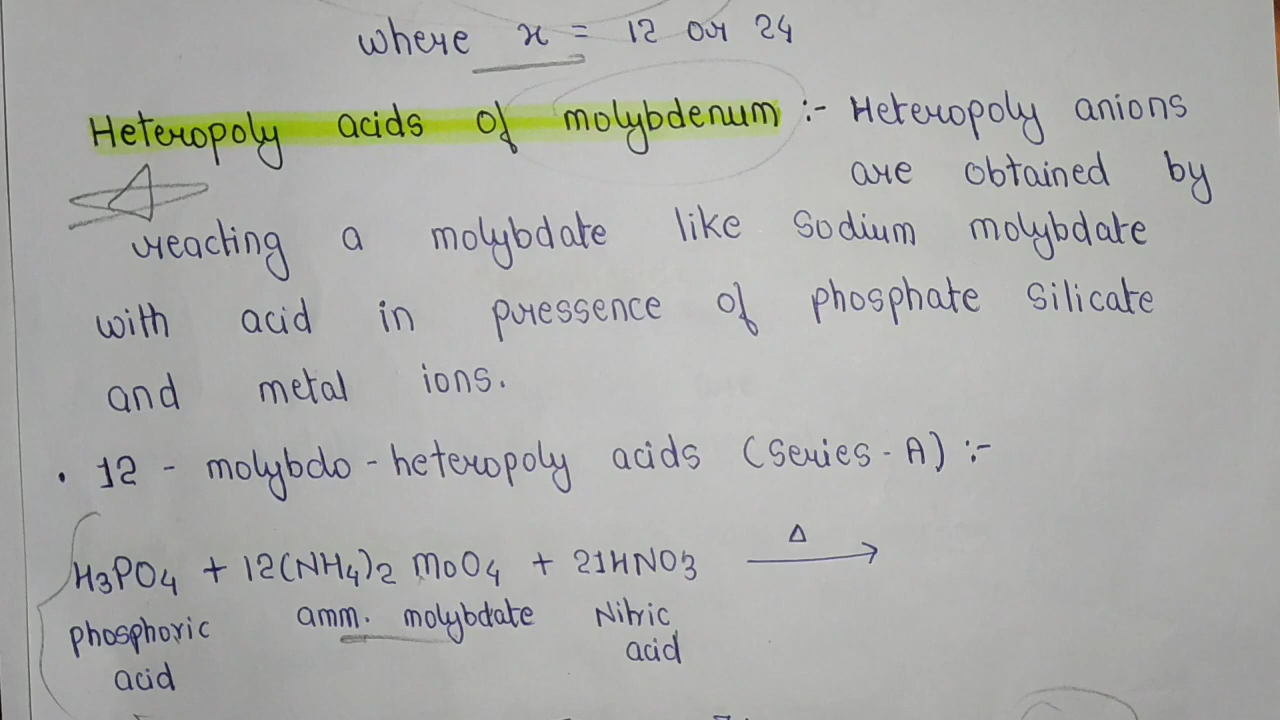 where x = 12 or 24
Heteropoly acids of molybdenum :- Heteropoly anions
are obtained by
reacting a molybdate like Sodium molybdate
with acid in pressence of phosphate silicate
and metal ions.
. 12 - molybdo - heteropoly acids (Series - A) :-
H3PO4 + 12(NH4)2 MoO4 + 21HNO3 Δ→
phosphoric amm. molybdate Nitric
acid acid